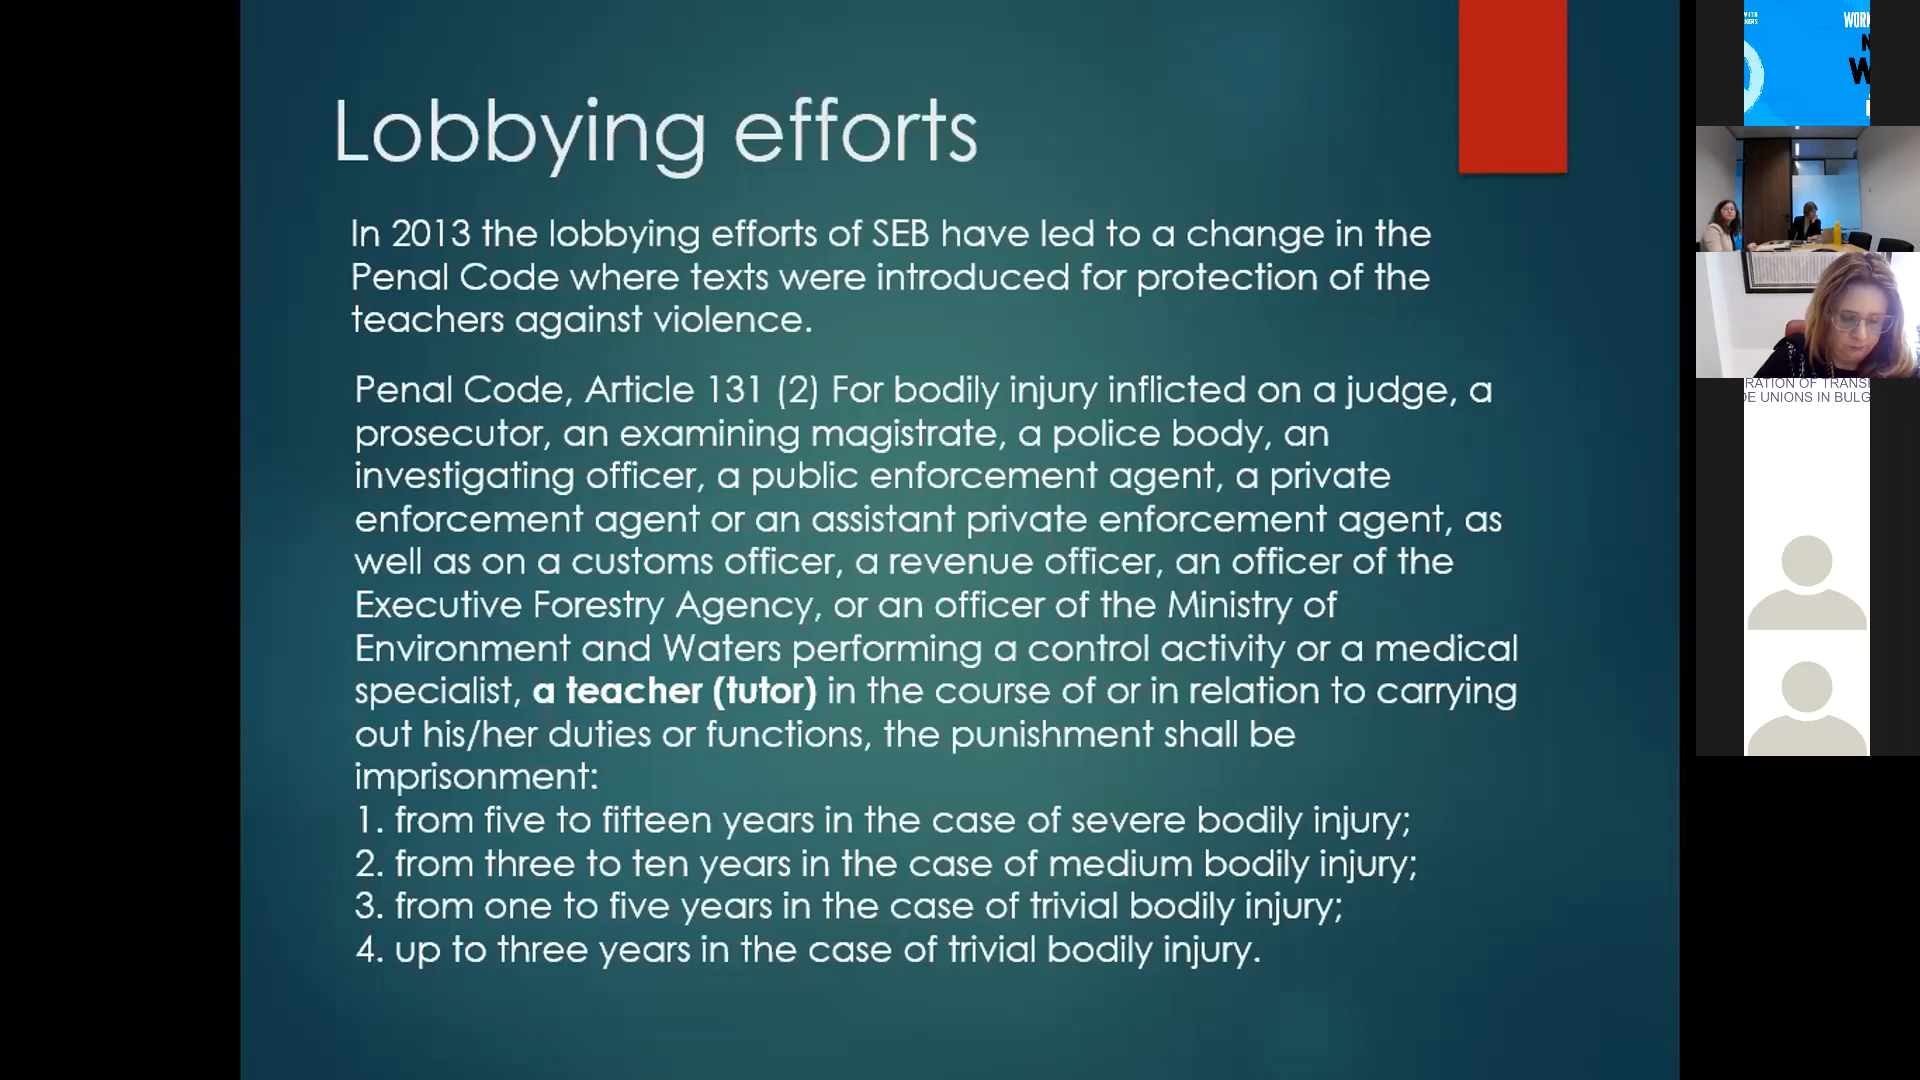 Lobbying efforts
In 2013 the lobbying efforts of SEB have led to a change in the
Penal Code where texts were introduced for protection of the
teachers against violence.
Penal Code, Article 131 (2) For bodily injury inflicted on a judge, a
prosecutor, an examining magistrate, a police body, an
investigating officer, a public enforcement agent, a private
enforcement agent or an assistant private enforcement agent, as
well as on a customs officer, a revenue officer, an officer of the
Executive Forestry Agency, or an officer of the Ministry of
Environment and Waters performing a control activity or a medical
specialist, a teacher (tutor) in the course of or in relation to carrying
out his/her duties or functions, the punishment shall be
imprisonment:
1. from five to fifteen years in the case of severe bodily injury;
2. from three to ten years in the case of medium bodily injury;
3. from one to five years in the case of trivial bodily injury;
4. up to three years in the case of trivial bodily injury.
WORK
RATION OF TRANS
DE UNIONS IN BULG